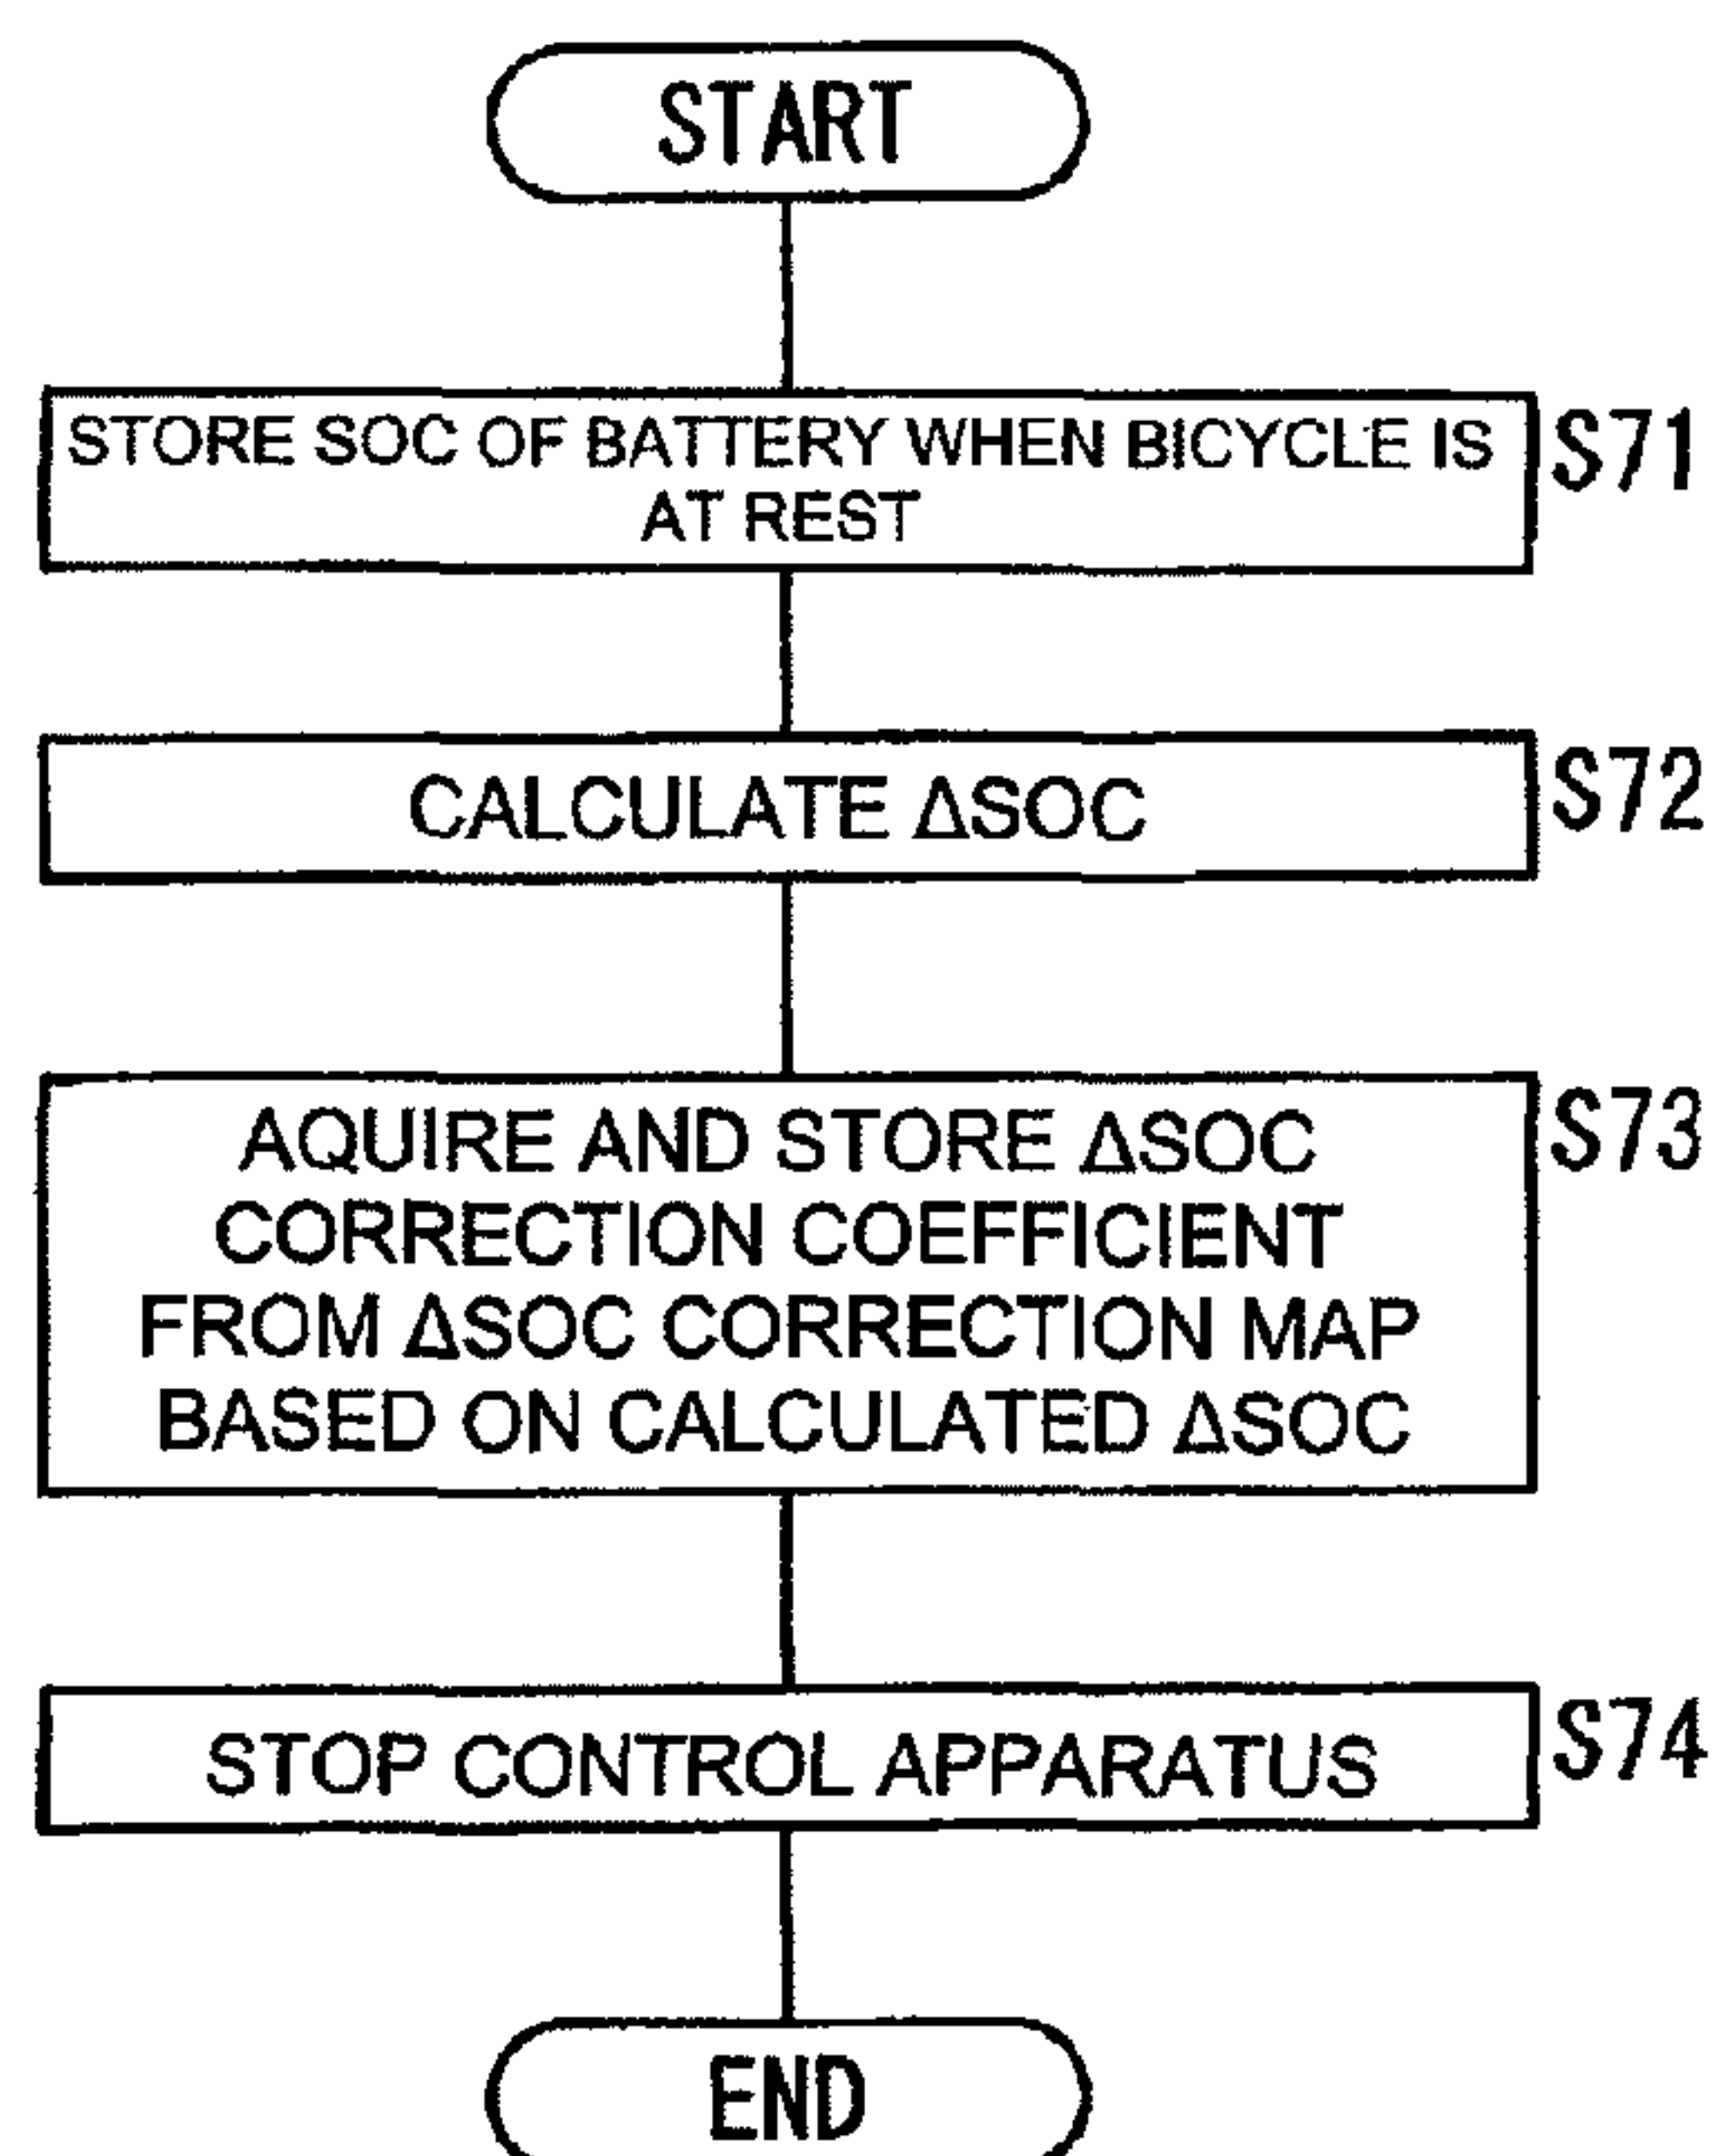 START
STORE SOC OF BATTERY WHEN BICYCLE IS
AT REST
S71
CALCULATE ΔSOC
S72
AQUIRE AND STORE ΔSOC
CORRECTION COEFFICIENT
FROM ΔSOC CORRECTION MAP
BASED ON CALCULATED ΔSOC
S73
STOP CONTROL APPARATUS
S74
END